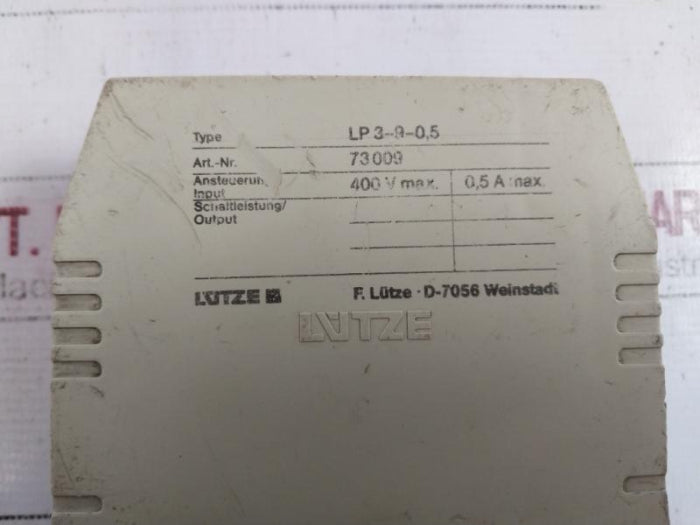 Type LP 3-9-0,5
Art.-Nr. 73009
Ansteuerung 400 V max. 0,5 A max.
Input
Schaltleistung/
Output
LÜTZE F. Lütze · D-7056 Weinstadt
LÜTZE